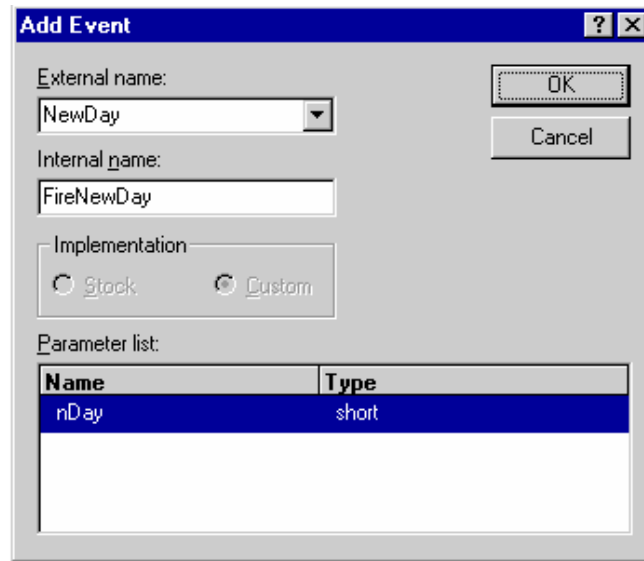 Add Event
External name:
OK
NewDay
Cancel
Internal name:
FireNewDay
Implementation
Stock
Custom
Parameter list:
Name Type
nDay short